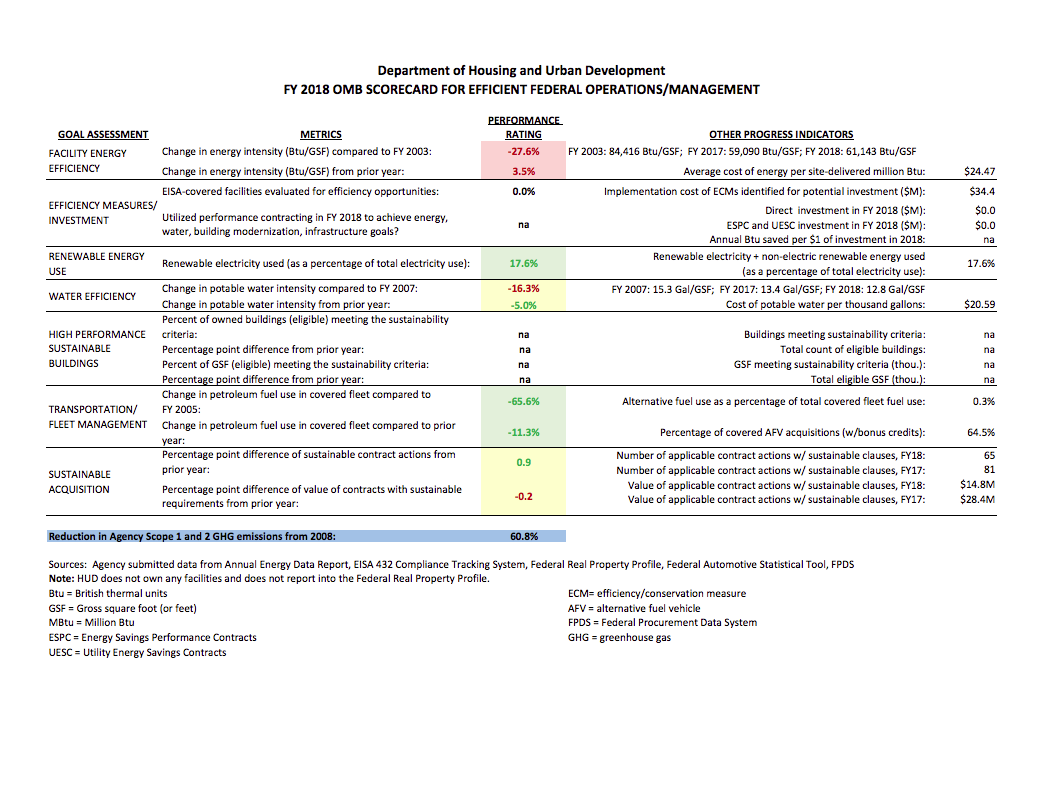 Department of Housing and Urban Development
FY 2018 OMB SCORECARD FOR EFFICIENT FEDERAL OPERATIONS/MANAGEMENT
GOAL ASSESSMENT METRICS PERFORMANCE RATING OTHER PROGRESS INDICATORS
FACILITY ENERGY EFFICIENCY
Change in energy intensity (Btu/GSF) compared to FY 2003: -27.6% FY 2003: 84,416 Btu/GSF; FY 2017: 59,090 Btu/GSF; FY 2018: 61,143 Btu/GSF
Change in energy intensity (Btu/GSF) from prior year: 3.5% Average cost of energy per site-delivered million Btu: $24.47
EFFICIENCY MEASURES/ INVESTMENT
EISA-covered facilities evaluated for efficiency opportunities: 0.0% Implementation cost of ECMs identified for potential investment ($M): $34.4
Utilized performance contracting in FY 2018 to achieve energy,
water, building modernization, infrastructure goals? na
Direct investment in FY 2018 ($M): $0.0
ESPC and UESC investment in FY 2018 ($M): $0.0
Annual Btu saved per $1 of investment in 2018: na
RENEWABLE ENERGY USE
Renewable electricity used (as a percentage of total electricity use): 17.6%
Renewable electricity + non-electric renewable energy used
(as a percentage of total electricity use): 17.6%
WATER EFFICIENCY
Change in potable water intensity compared to FY 2007: -16.3% FY 2007: 15.3 Gal/GSF; FY 2017: 13.4 Gal/GSF; FY 2018: 12.8 Gal/GSF
Change in potable water intensity from prior year: -5.0% Cost of potable water per thousand gallons: $20.59
HIGH PERFORMANCE SUSTAINABLE BUILDINGS
Percent of owned buildings (eligible) meeting the sustainability
criteria: na Buildings meeting sustainability criteria: na
Percentage point difference from prior year: na Total count of eligible buildings: na
Percent of GSF (eligible) meeting the sustainability criteria: na GSF meeting sustainability criteria (thou.): na
Percentage point difference from prior year: na Total eligible GSF (thou.): na
TRANSPORTATION/ FLEET MANAGEMENT
Change in petroleum fuel use in covered fleet compared to
FY 2005: -65.6% Alternative fuel use as a percentage of total covered fleet fuel use: 0.3%
Change in petroleum fuel use in covered fleet compared to prior
year: -11.3% Percentage of covered AFV acquisitions (w/bonus credits): 64.5%
SUSTAINABLE ACQUISITION
Percentage point difference of sustainable contract actions from
prior year: 0.9
Number of applicable contract actions w/ sustainable clauses, FY18: 65
Number of applicable contract actions w/ sustainable clauses, FY17: 81
Percentage point difference of value of contracts with sustainable
requirements from prior year: -0.2
Value of applicable contract actions w/ sustainable clauses, FY18: $14.8M
Value of applicable contract actions w/ sustainable clauses, FY17: $28.4M
Reduction in Agency Scope 1 and 2 GHG emissions from 2008: 60.8%
Sources: Agency submitted data from Annual Energy Data Report, EISA 432 Compliance Tracking System, Federal Real Property Profile, Federal Automotive Statistical Tool, FPDS
Note: HUD does not own any facilities and does not report into the Federal Real Property Profile.
Btu = British thermal units ECM= efficiency/conservation measure
GSF = Gross square foot (or feet) AFV = alternative fuel vehicle
MBtu = Million Btu FPDS = Federal Procurement Data System
ESPC = Energy Savings Performance Contracts GHG = greenhouse gas
UESC = Utility Energy Savings Contracts